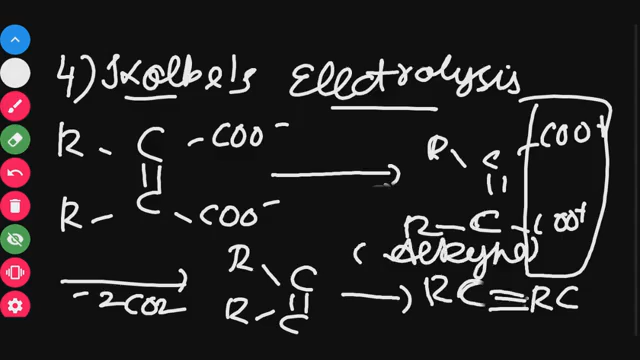 4) Kolbe's Electrolysis
R - C - COO⁻
||
R - C - COO⁻
→
R - C - COO⁺
||
R - C - COO⁺
(Alkyne)
-2CO2 →
R - C
||
R - C
→ RC≡RC